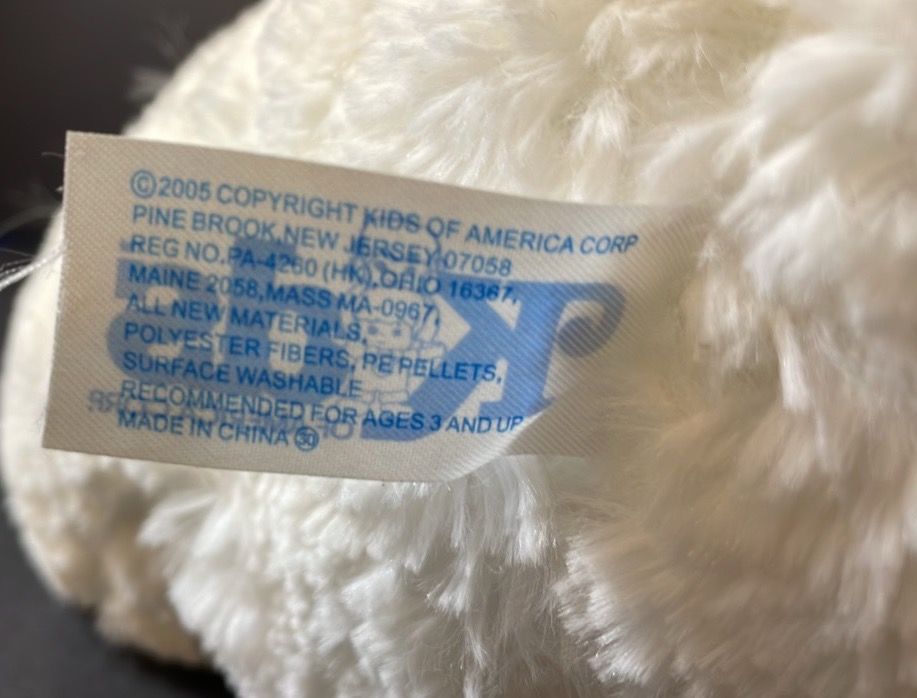 ©2005 COPYRIGHT KIDS OF AMERICA CORP
PINE BROOK,NEW JERSEY 07058
REG NO.PA-4260 (HK),OHIO 16367,
MAINE 2058,MASS MA-0967,
ALL NEW MATERIALS,
POLYESTER FIBERS, PE PELLETS,
SURFACE WASHABLE
RECOMMENDED FOR AGES 3 AND UP
MADE IN CHINA 30